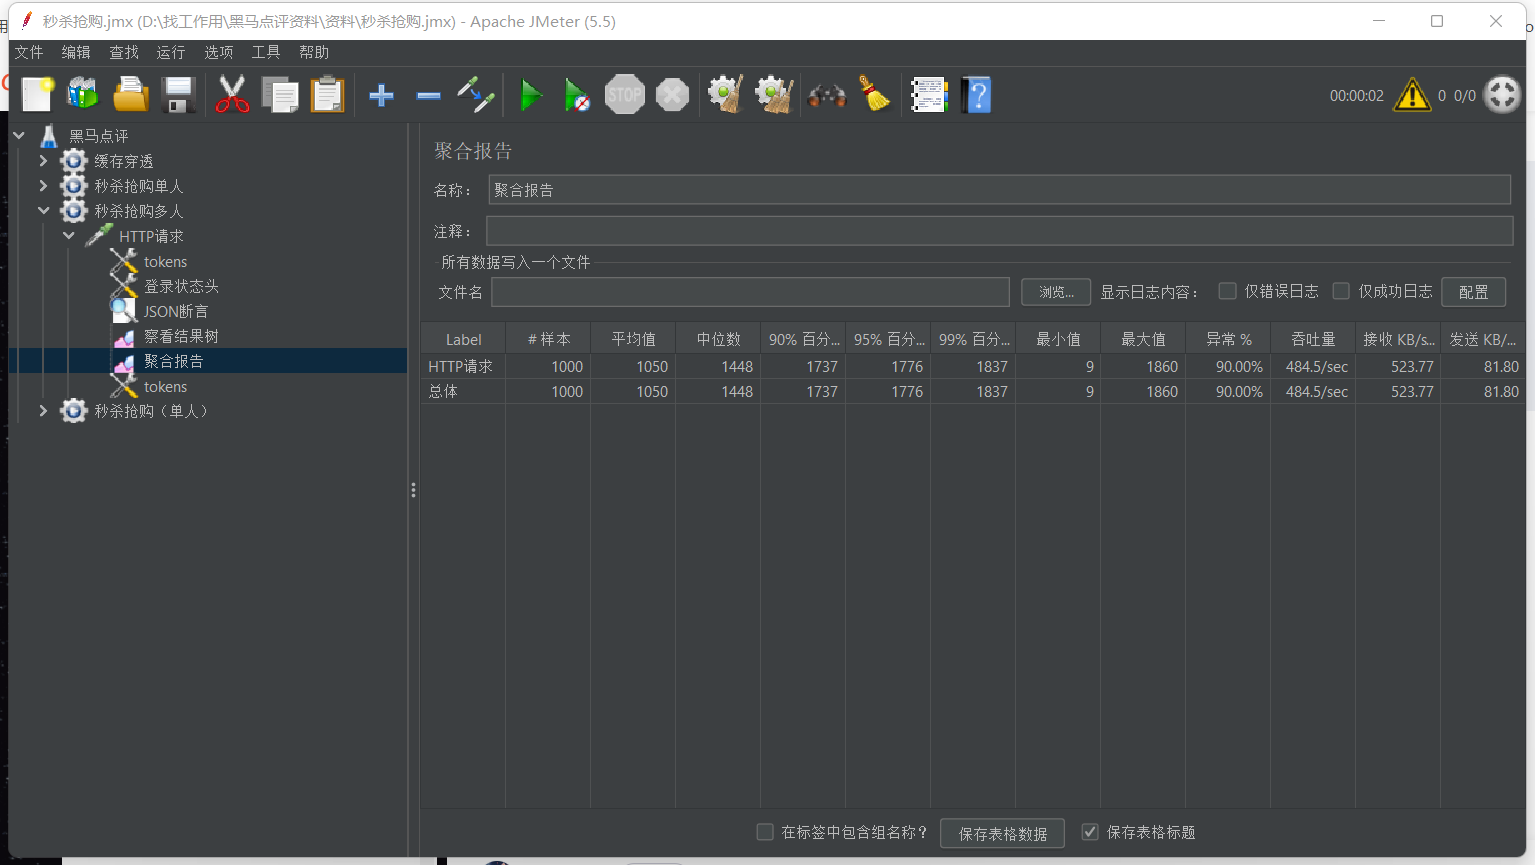 秒杀抢购.jmx (D:\找工作用\黑马点评资料\资料\秒杀抢购.jmx) - Apache JMeter (5.5)
文件 编辑 查找 运行 选项 工具 帮助
STOP 00:00:02 0 0/0
黑马点评
缓存穿透
秒杀抢购单人
秒杀抢购多人
HTTP请求
tokens
登录状态头
JSON断言
察看结果树
聚合报告
tokens
秒杀抢购（单人）
聚合报告
名称： 聚合报告
注释：
所有数据写入一个文件
文件名 浏览... 显示日志内容： 仅错误日志 仅成功日志 配置
Label # 样本 平均值 中位数 90% 百分... 95% 百分... 99% 百分... 最小值 最大值 异常 % 吞吐量 接收 KB/s... 发送 KB/...
HTTP请求 1000 1050 1448 1737 1776 1837 9 1860 90.00% 484.5/sec 523.77 81.80
总体 1000 1050 1448 1737 1776 1837 9 1860 90.00% 484.5/sec 523.77 81.80
在标签中包含组名称？ 保存表格数据 保存表格标题